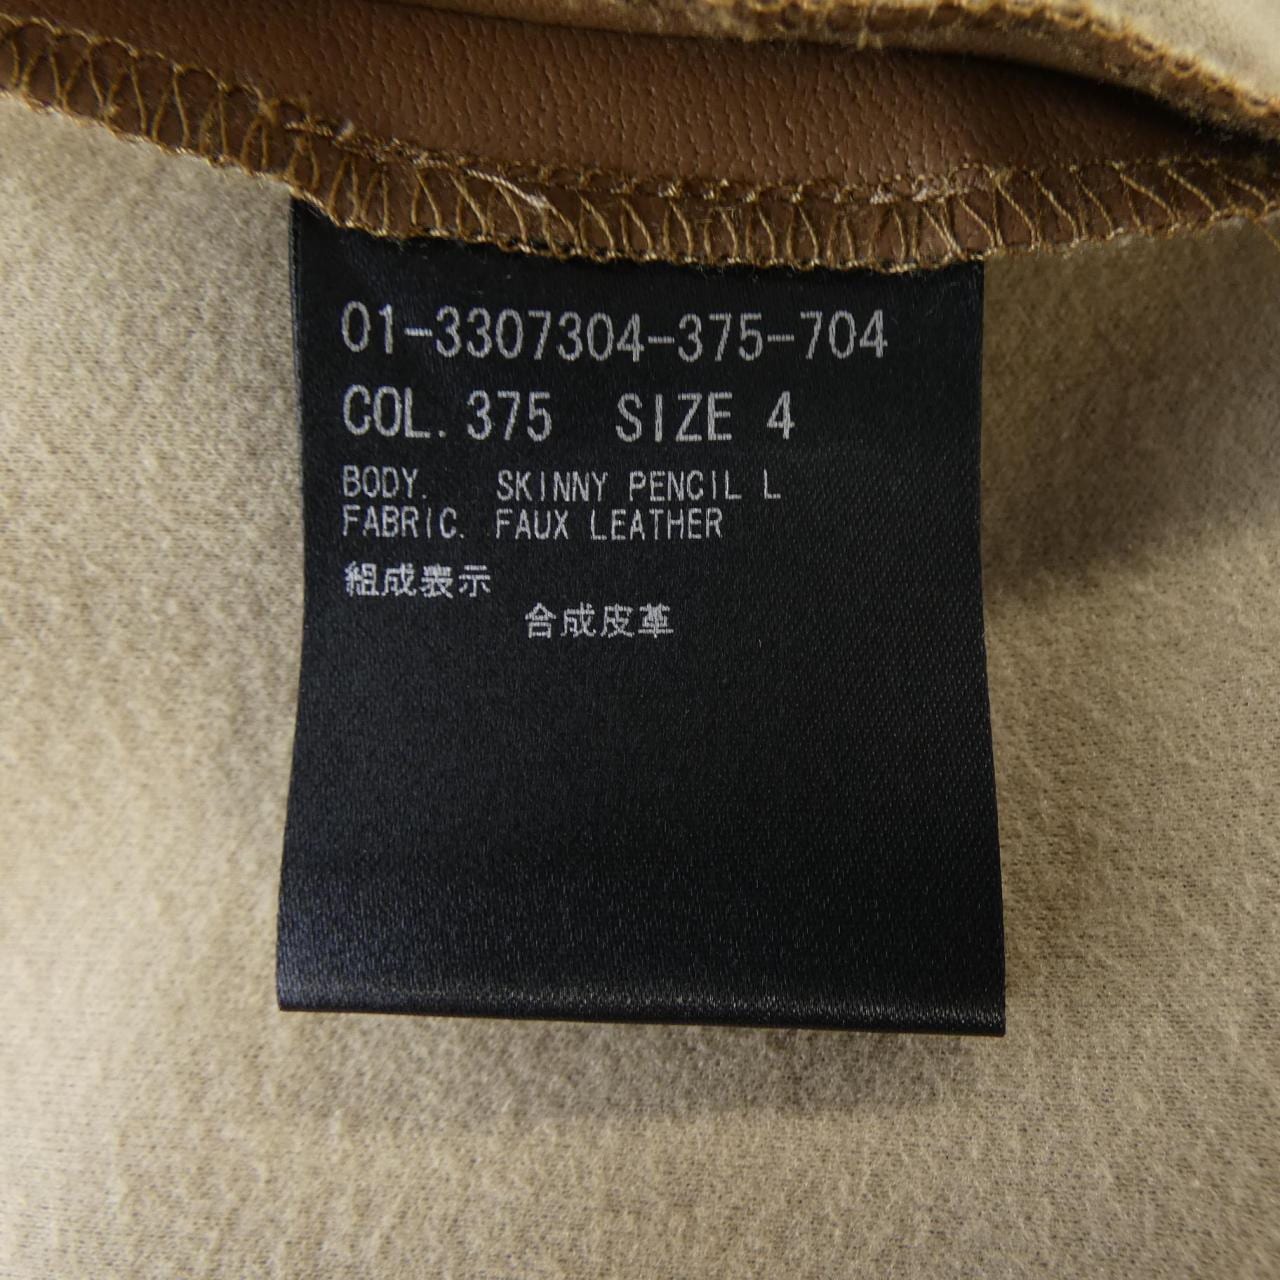 01-3307304-375-704
COL. 375 SIZE 4
BODY. SKINNY PENCIL L
FABRIC. FAUX LEATHER
組成表示
合成皮革